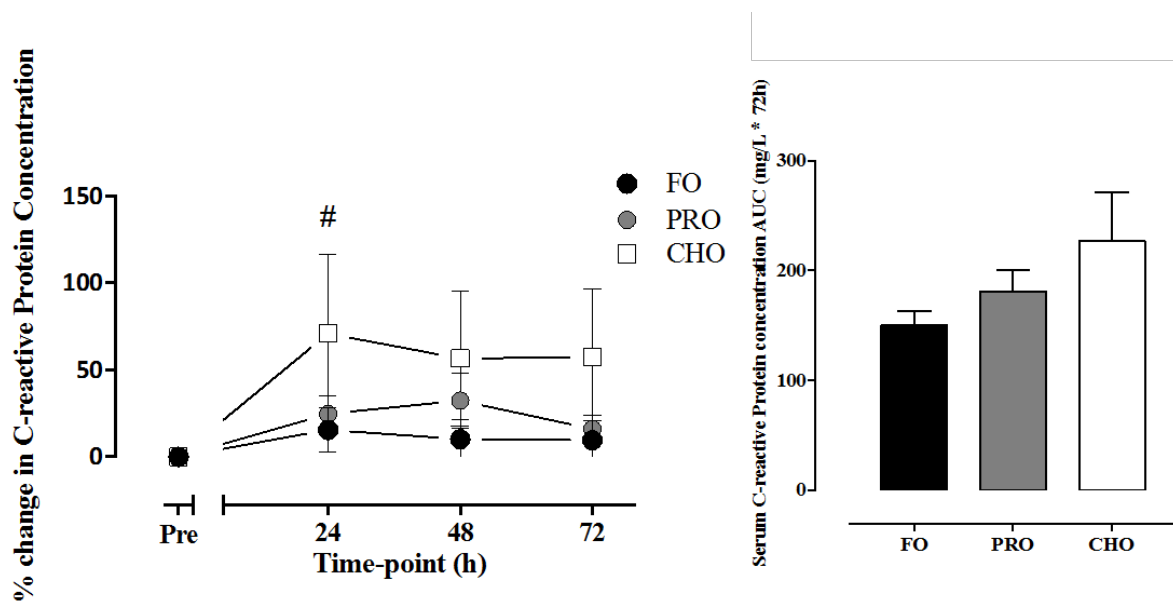 % change in C-reactive Protein Concentration
150
100
50
0
#
FO
PRO
CHO
Pre
24
48
72
Time-point (h)
Serum C-reactive Protein concentration AUC (mg/L * 72h)
300
200
100
0
FO
PRO
CHO